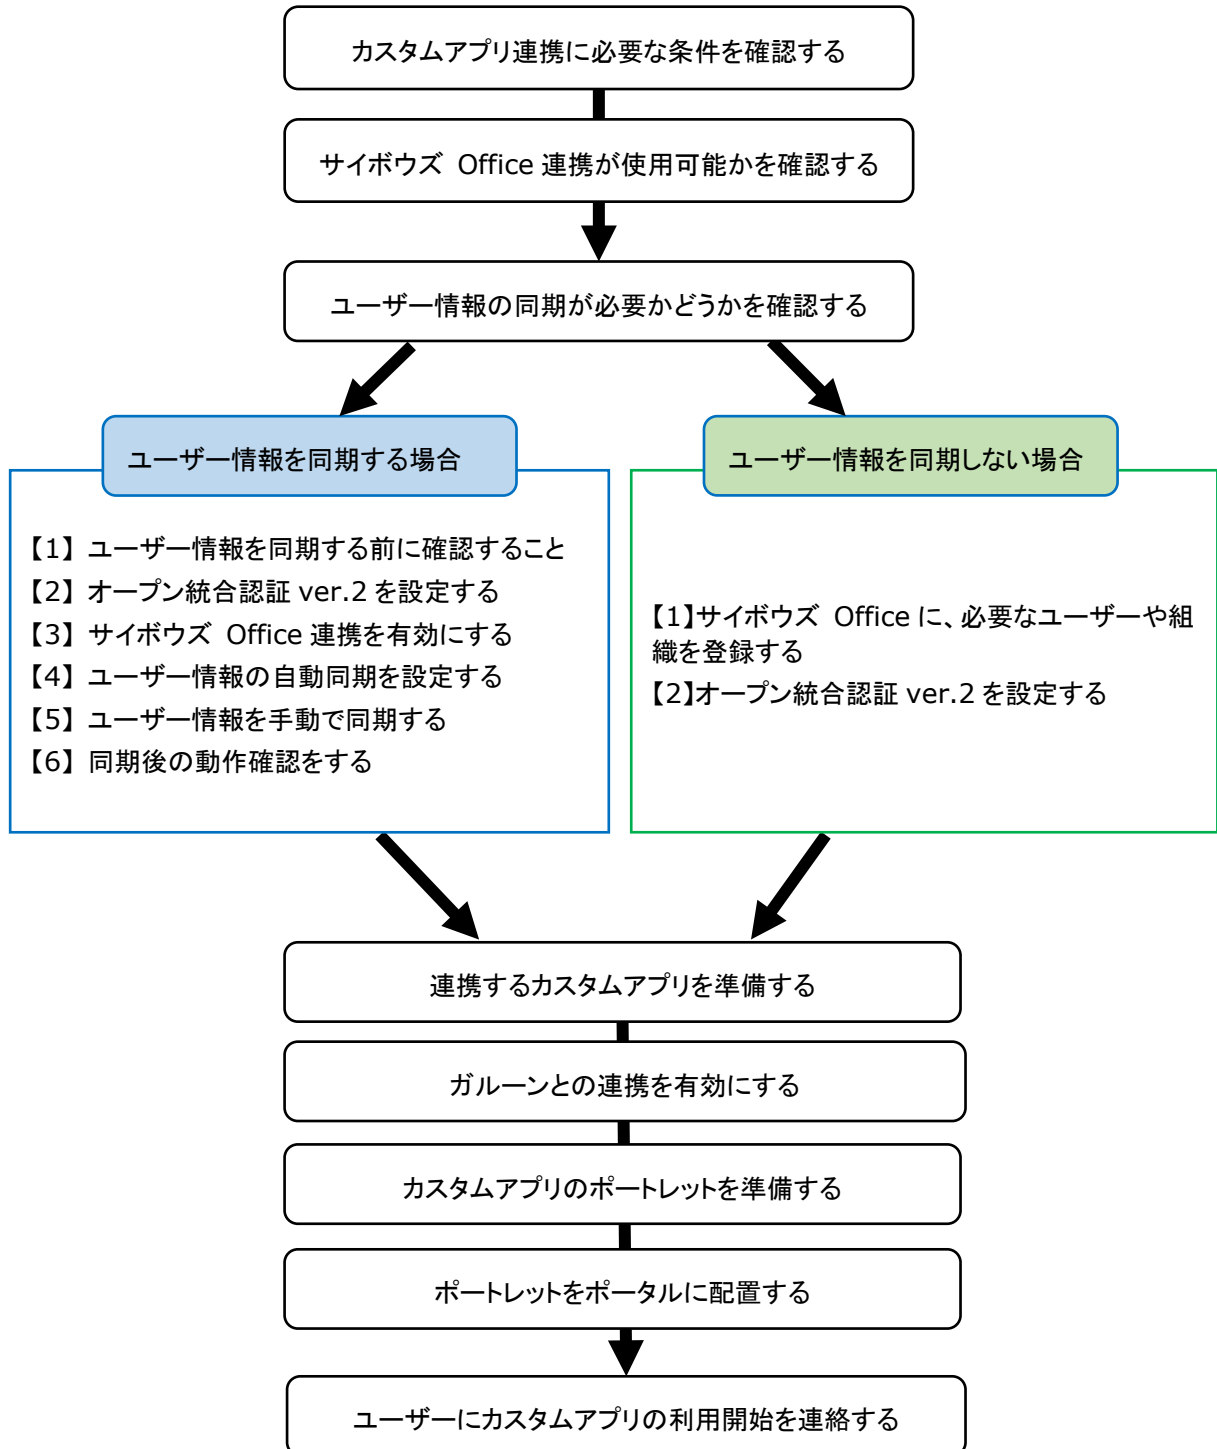 カスタムアプリ連携に必要な条件を確認する
サイボウズ Office 連携が使用可能かを確認する
ユーザー情報の同期が必要かどうかを確認する
ユーザー情報を同期する場合
【1】 ユーザー情報を同期する前に確認すること
【2】 オープン統合認証 ver.2 を設定する
【3】 サイボウズ Office 連携を有効にする
【4】 ユーザー情報の自動同期を設定する
【5】 ユーザー情報を手動で同期する
【6】 同期後の動作確認をする
ユーザー情報を同期しない場合
【1】サイボウズ Office に、必要なユーザーや組
織を登録する
【2】オープン統合認証 ver.2 を設定する
連携するカスタムアプリを準備する
ガルーンとの連携を有効にする
カスタムアプリのポートレットを準備する
ポートレットをポータルに配置する
ユーザーにカスタムアプリの利用開始を連絡する